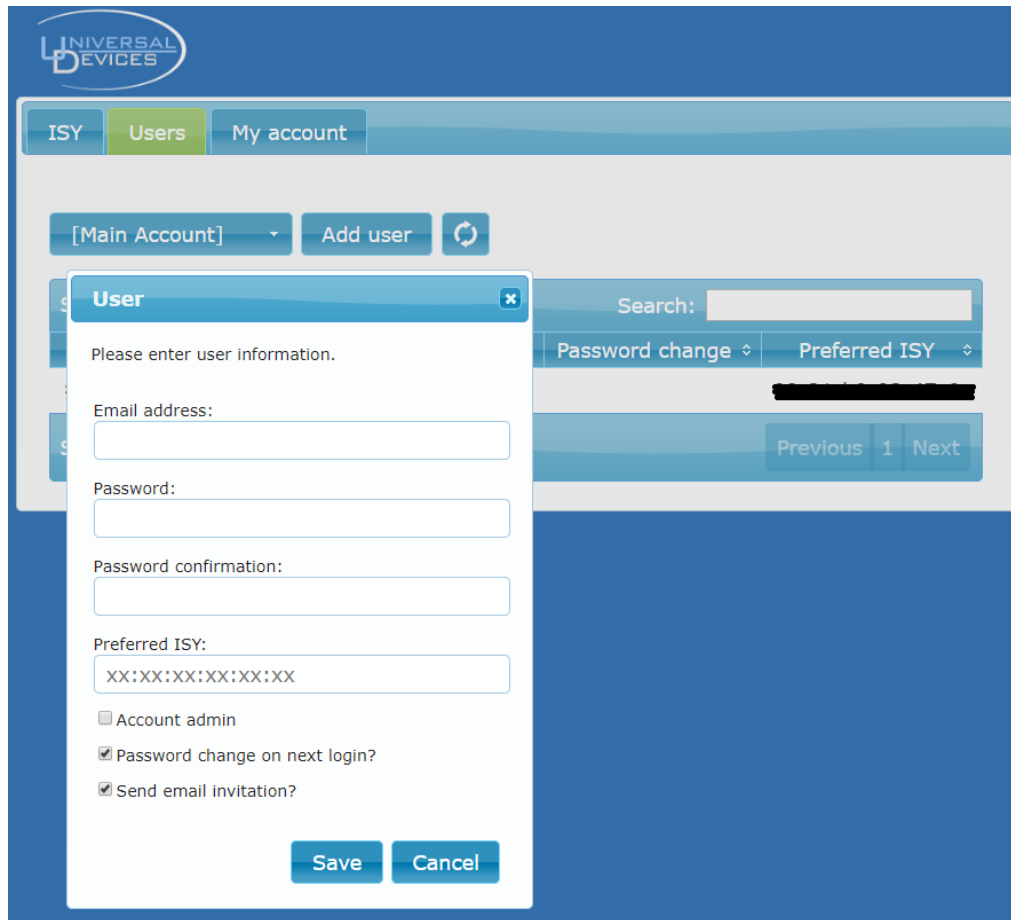 UNIVERSAL
DEVICES
ISY Users My account
[Main Account] Add user
User
Search:
Please enter user information.
Password change Preferred ISY
Email address:
Previous 1 Next
Password:
Password confirmation:
Preferred ISY:
xx:xx:xx:xx:xx:xx
Account admin
Password change on next login?
Send email invitation?
Save Cancel